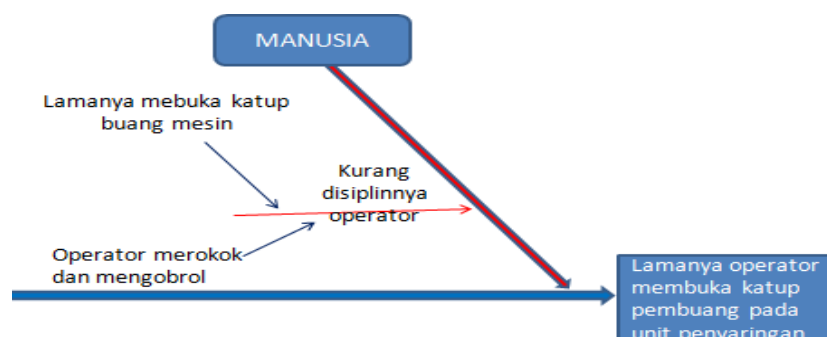 MANUSIA
Lamanya mebuka katup
buang mesin
Kurang
disiplinnya
operator
Operator merokok
dan mengobrol
Lamanya operator
membuka katup
pembuang pada
unit penyaringan